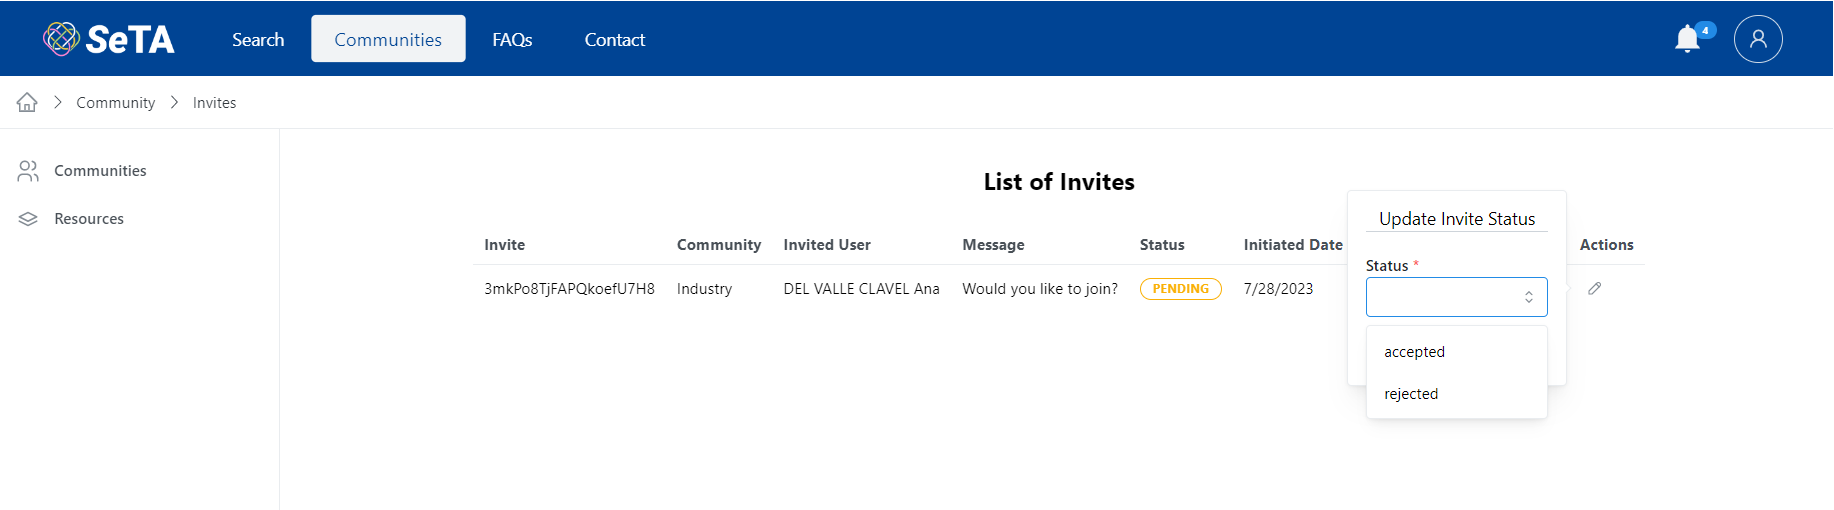 SeTA Search Communities FAQs Contact 4
Community Invites
Communities
Resources
List of Invites
Invite Community Invited User Message Status Initiated Date Actions
3mkPo8TjFAPQkoefU7H8 Industry DEL VALLE CLAVEL Ana Would you like to join? PENDING 7/28/2023
Update Invite Status
Status *
accepted
rejected